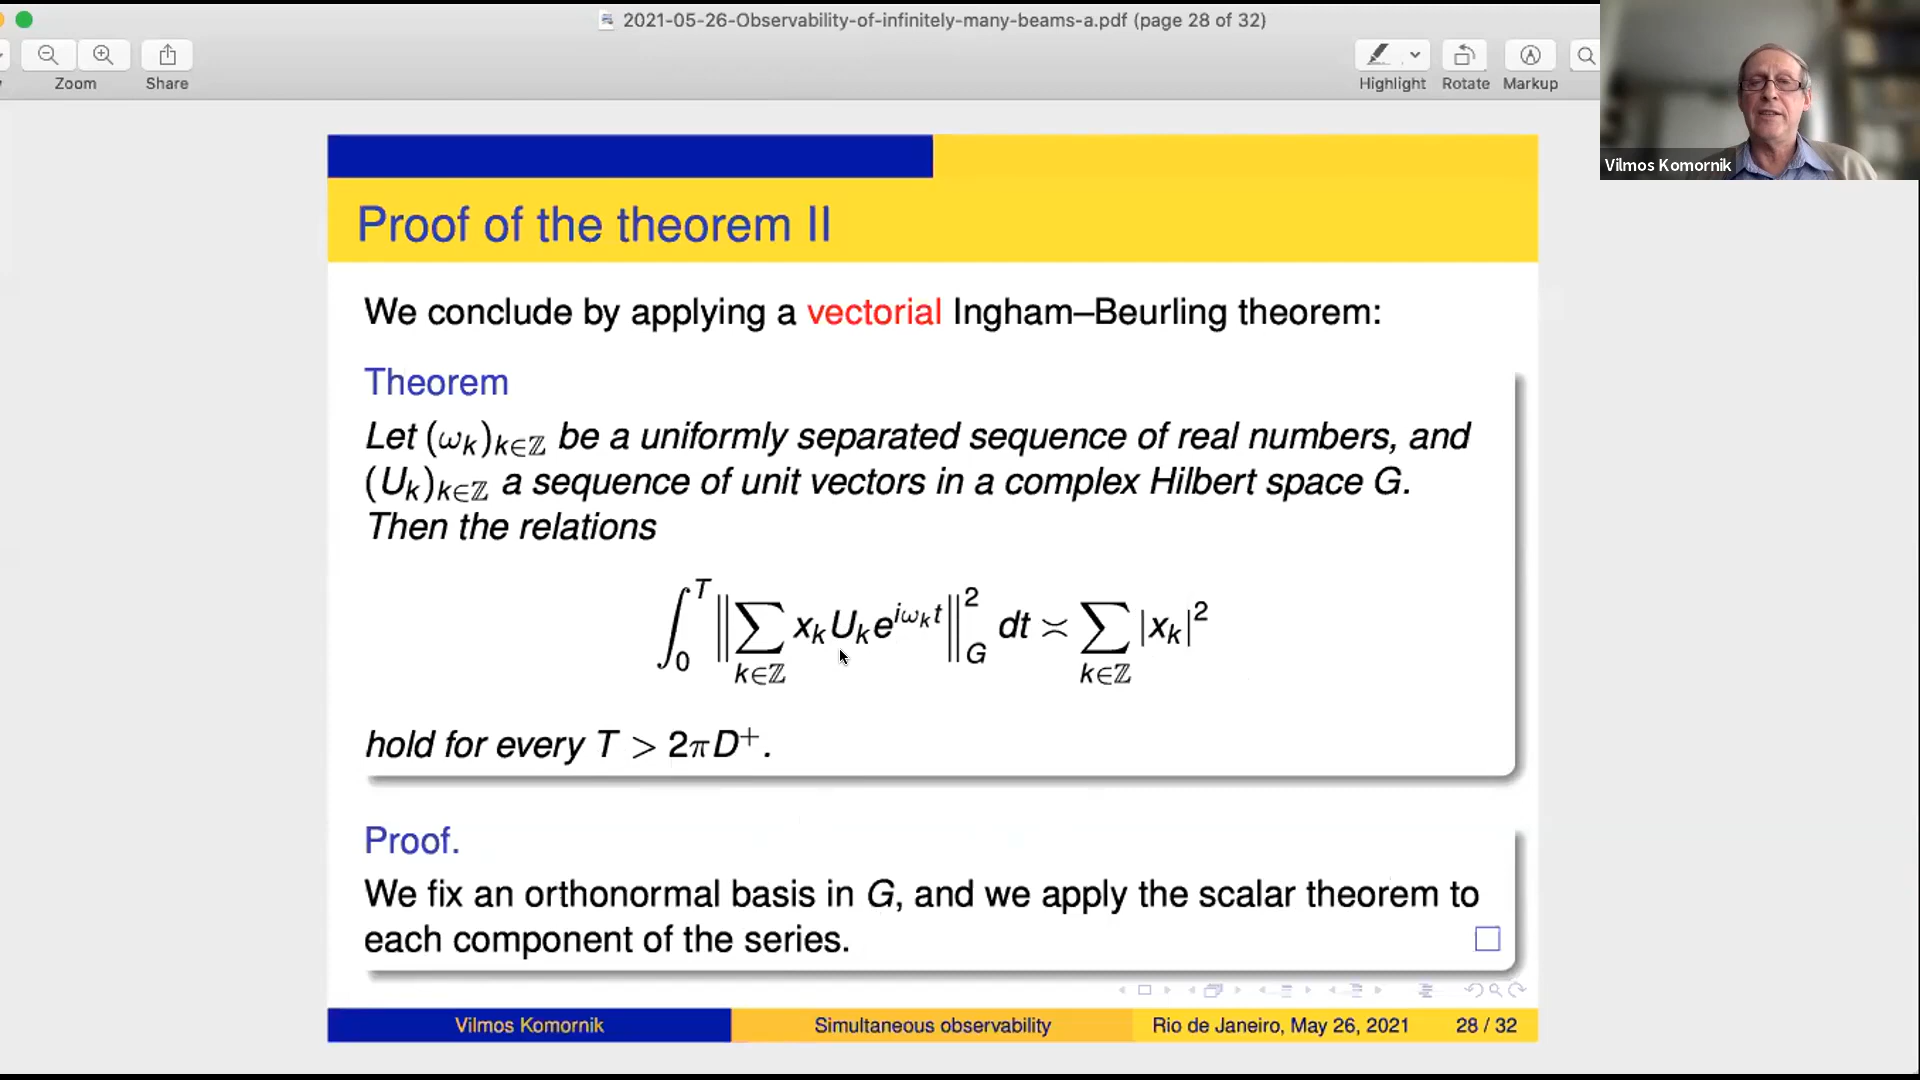 2021-05-26-Observability-of-infinitely-many-beams-a.pdf (page 28 of 32)
Zoom
Share
Highlight
Rotate
Markup
Vilmos Komornik
Proof of the theorem II
We conclude by applying a vectorial Ingham–Beurling theorem:
Theorem
Let (ω_k)_{k∈ℤ} be a uniformly separated sequence of real numbers, and
(U_k)_{k∈ℤ} a sequence of unit vectors in a complex Hilbert space G.
Then the relations
∫_0^T ‖∑_{k∈ℤ} x_k U_k e^{iω_k t}‖_G^2 dt ≍ ∑_{k∈ℤ} |x_k|^2
hold for every T > 2πD^+.
Proof.
We fix an orthonormal basis in G, and we apply the scalar theorem to
each component of the series.
Vilmos Komornik
Simultaneous observability
Rio de Janeiro, May 26, 2021
28 / 32